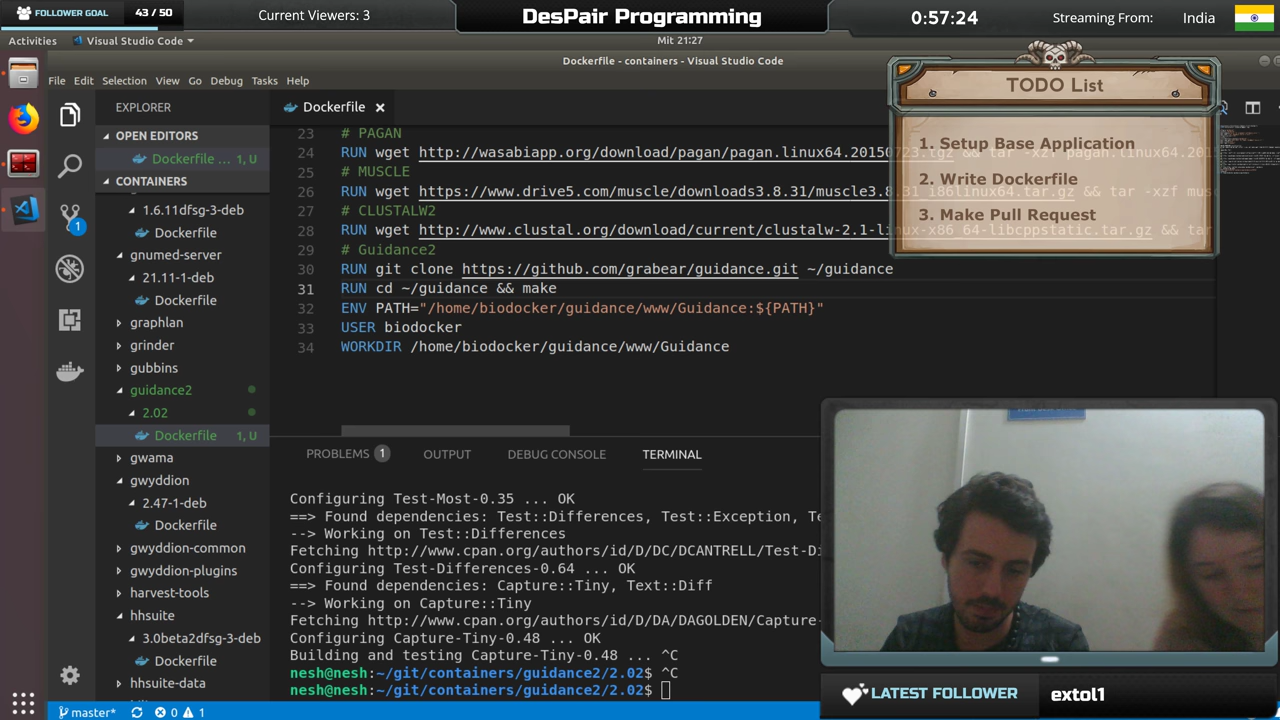 FOLLOWER GOAL
43 / 50
Current Viewers: 3
DesPair Programming
0:57:24
Streaming From:
India
Activities
Visual Studio Code
Mit 21:27
Dockerfile - containers - Visual Studio Code
File Edit Selection View Go Debug Tasks Help
EXPLORER
OPEN EDITORS
Dockerfile ... 1, U
CONTAINERS
1.6.11dfsg-3-deb
Dockerfile
gnumed-server
21.11-1-deb
Dockerfile
graphlan
grinder
gubbins
guidance2
2.02
Dockerfile 1, U
gwama
gwyddion
2.47-1-deb
Dockerfile
gwyddion-common
gwyddion-plugins
harvest-tools
hhsuite
3.0beta2dfsg-3-deb
Dockerfile
hhsuite-data
1
master* 0 1
Dockerfile
23 # PAGAN
24 RUN wget http://wasabiapp.org/download/pagan/pagan.linux64.20150723.tgz && tar -xzf pagan.linux64.201
25 # MUSCLE
26 RUN wget https://www.drive5.com/muscle/downloads3.8.31/muscle3.8.31_i86linux64.tar.gz && tar -xzf mus
27 # CLUSTALW2
28 RUN wget http://www.clustal.org/download/current/clustalw-2.1-linux-x86_64-libcppstatic.tar.gz && tar
29 # Guidance2
30 RUN git clone https://github.com/grabear/guidance.git ~/guidance
31 RUN cd ~/guidance && make
32 ENV PATH="/home/biodocker/guidance/www/Guidance:${PATH}"
33 USER biodocker
34 WORKDIR /home/biodocker/guidance/www/Guidance
TODO List
1. Setup Base Application
2. Write Dockerfile
3. Make Pull Request
PROBLEMS 1 OUTPUT DEBUG CONSOLE TERMINAL
Configuring Test-Most-0.35 ... OK
==> Found dependencies: Test::Differences, Test::Exception, Te
--> Working on Test::Differences
Fetching http://www.cpan.org/authors/id/D/DC/DCANTRELL/Test-Di
Configuring Test-Differences-0.64 ... OK
==> Found dependencies: Capture::Tiny, Text::Diff
--> Working on Capture::Tiny
Fetching http://www.cpan.org/authors/id/D/DA/DAGOLDEN/Capture-
Configuring Capture-Tiny-0.48 ... OK
Building and testing Capture-Tiny-0.48 ... ^C
nesh@nesh:~/git/containers/guidance2/2.02$ ^C
nesh@nesh:~/git/containers/guidance2/2.02$
LATEST FOLLOWER
extol1